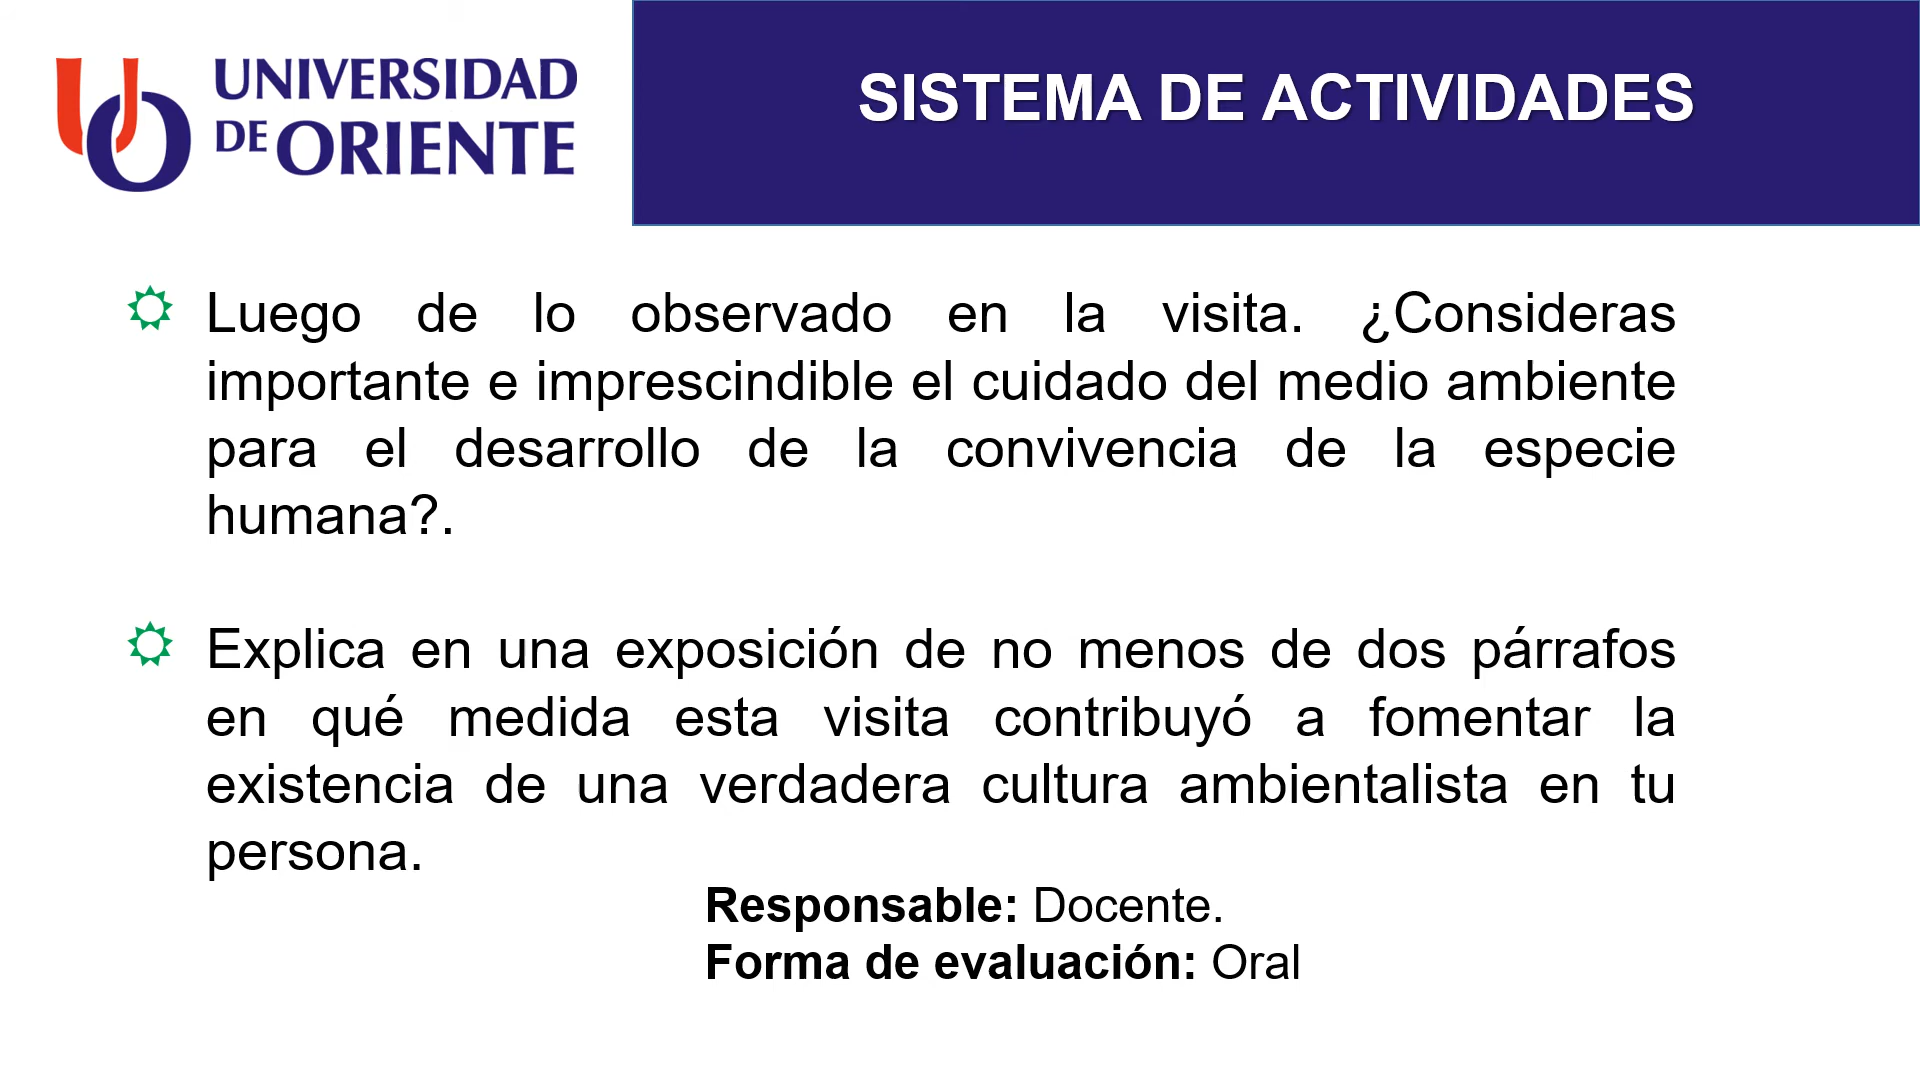 UNIVERSIDAD
DE ORIENTE
SISTEMA DE ACTIVIDADES
Luego de lo observado en la visita. ¿Consideras
importante e imprescindible el cuidado del medio ambiente
para el desarrollo de la convivencia de la especie
humana?.
Explica en una exposición de no menos de dos párrafos
en qué medida esta visita contribuyó a fomentar la
existencia de una verdadera cultura ambientalista en tu
persona.
Responsable: Docente.
Forma de evaluación: Oral